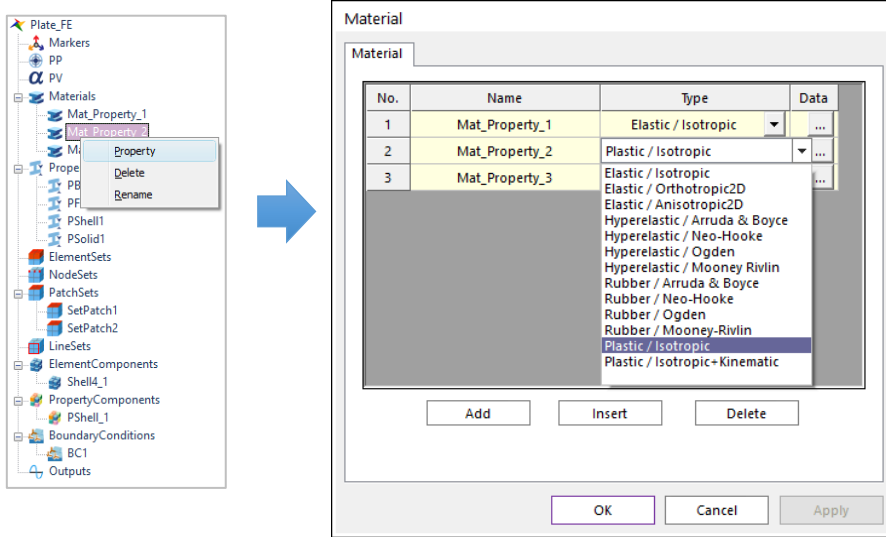 Plate_FE
Markers
PP
PV
Materials
Mat_Property_1
Mat_Property_2
Ma
Property
Delete
Rename
Prope
PB
PF
PShell1
PSolid1
ElementSets
NodeSets
PatchSets
SetPatch1
SetPatch2
LineSets
ElementComponents
Shell4_1
PropertyComponents
PShell_1
BoundaryConditions
BC1
Outputs
Material
Material
No. Name Type Data
1 Mat_Property_1 Elastic / Isotropic ...
2 Mat_Property_2 Plastic / Isotropic ...
3 Mat_Property_3 ...
Elastic / Isotropic
Elastic / Orthotropic2D
Elastic / Anisotropic2D
Hyperelastic / Arruda & Boyce
Hyperelastic / Neo-Hooke
Hyperelastic / Ogden
Hyperelastic / Mooney Rivlin
Rubber / Arruda & Boyce
Rubber / Neo-Hooke
Rubber / Ogden
Rubber / Mooney-Rivlin
Plastic / Isotropic
Plastic / Isotropic+Kinematic
Add Insert Delete
OK Cancel Apply